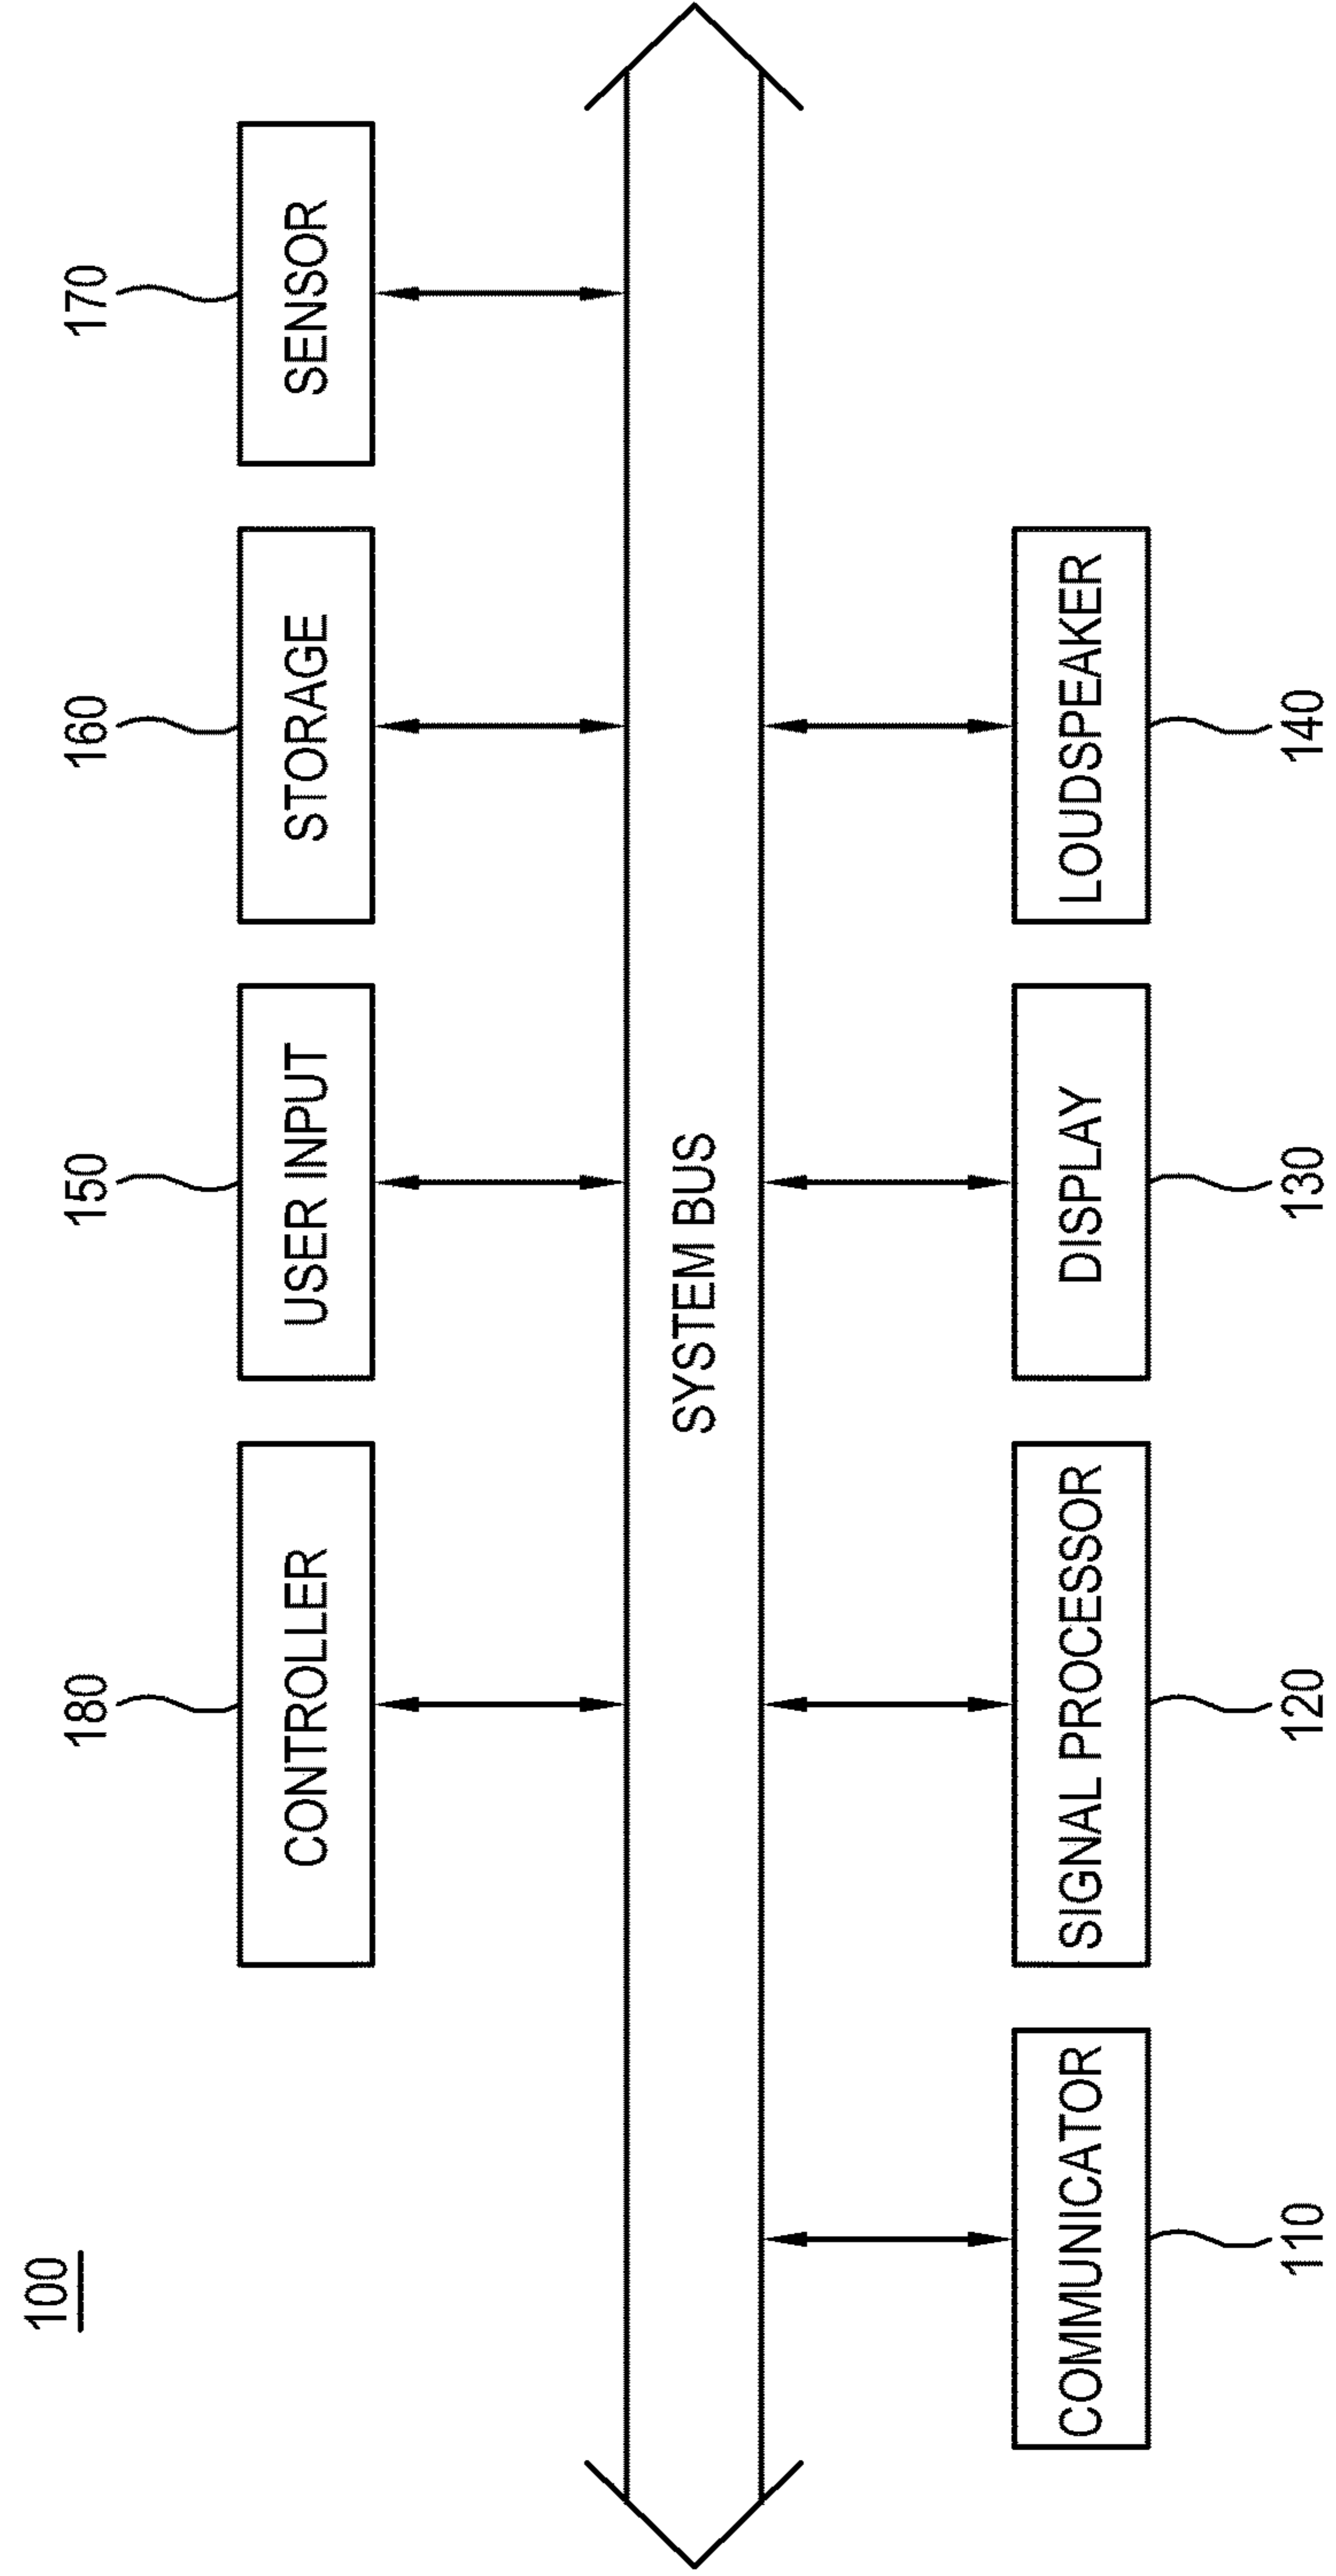 100
180
150
160
170
CONTROLLER
USER INPUT
STORAGE
SENSOR
SYSTEM BUS
COMMUNICATOR
SIGNAL PROCESSOR
DISPLAY
LOUDSPEAKER
110
120
130
140